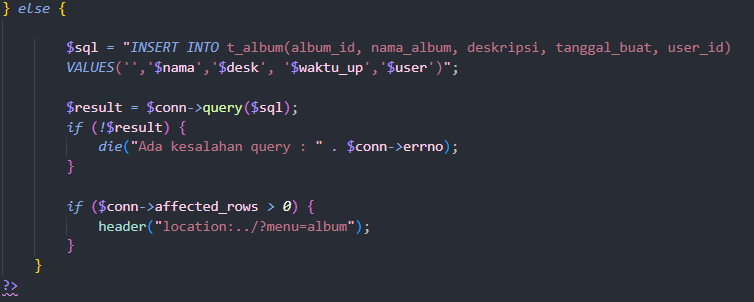 } else {
$sql = "INSERT INTO t_album(album_id, nama_album, deskripsi, tanggal_buat, user_id)
VALUES('','$nama','$desk', '$waktu_up','$user')";
$result = $conn->query($sql);
if (!$result) {
die("Ada kesalahan query : " . $conn->errno);
}
if ($conn->affected_rows > 0) {
header("location:../?menu=album");
}
}
?>